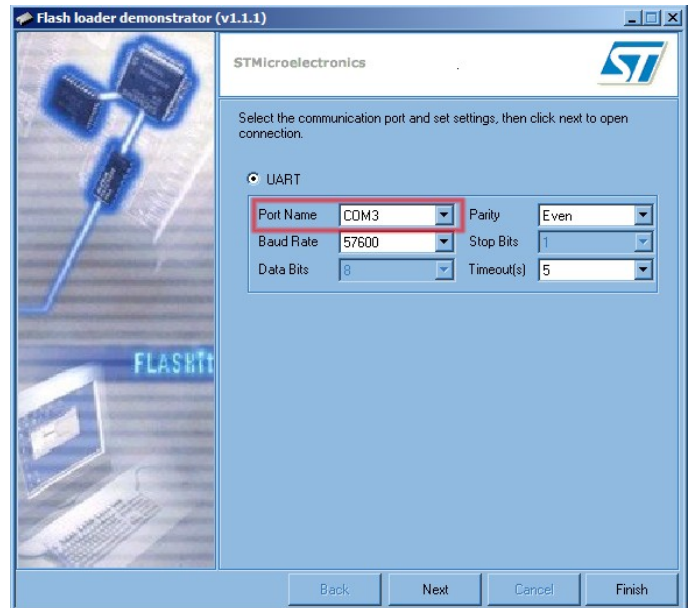 Flash loader demonstrator (v1.1.1)
STMicroelectronics
ST
Select the communication port and set settings, then click next to open
connection.
UART
Port Name COM3 Parity Even
Baud Rate 57600 Stop Bits 1
Data Bits 8 Timeout(s) 5
FLASHIt
Back Next Cancel Finish